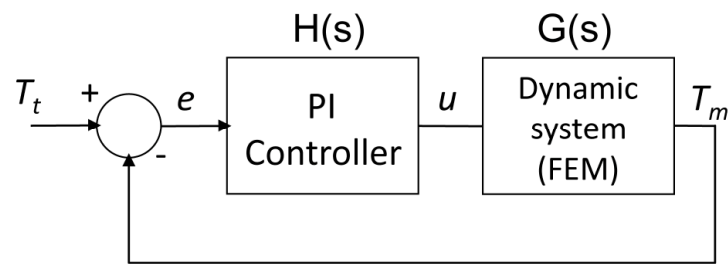 H(s)
G(s)
T_t
+
e
PI
Controller
u
Dynamic
system
(FEM)
T_m
-